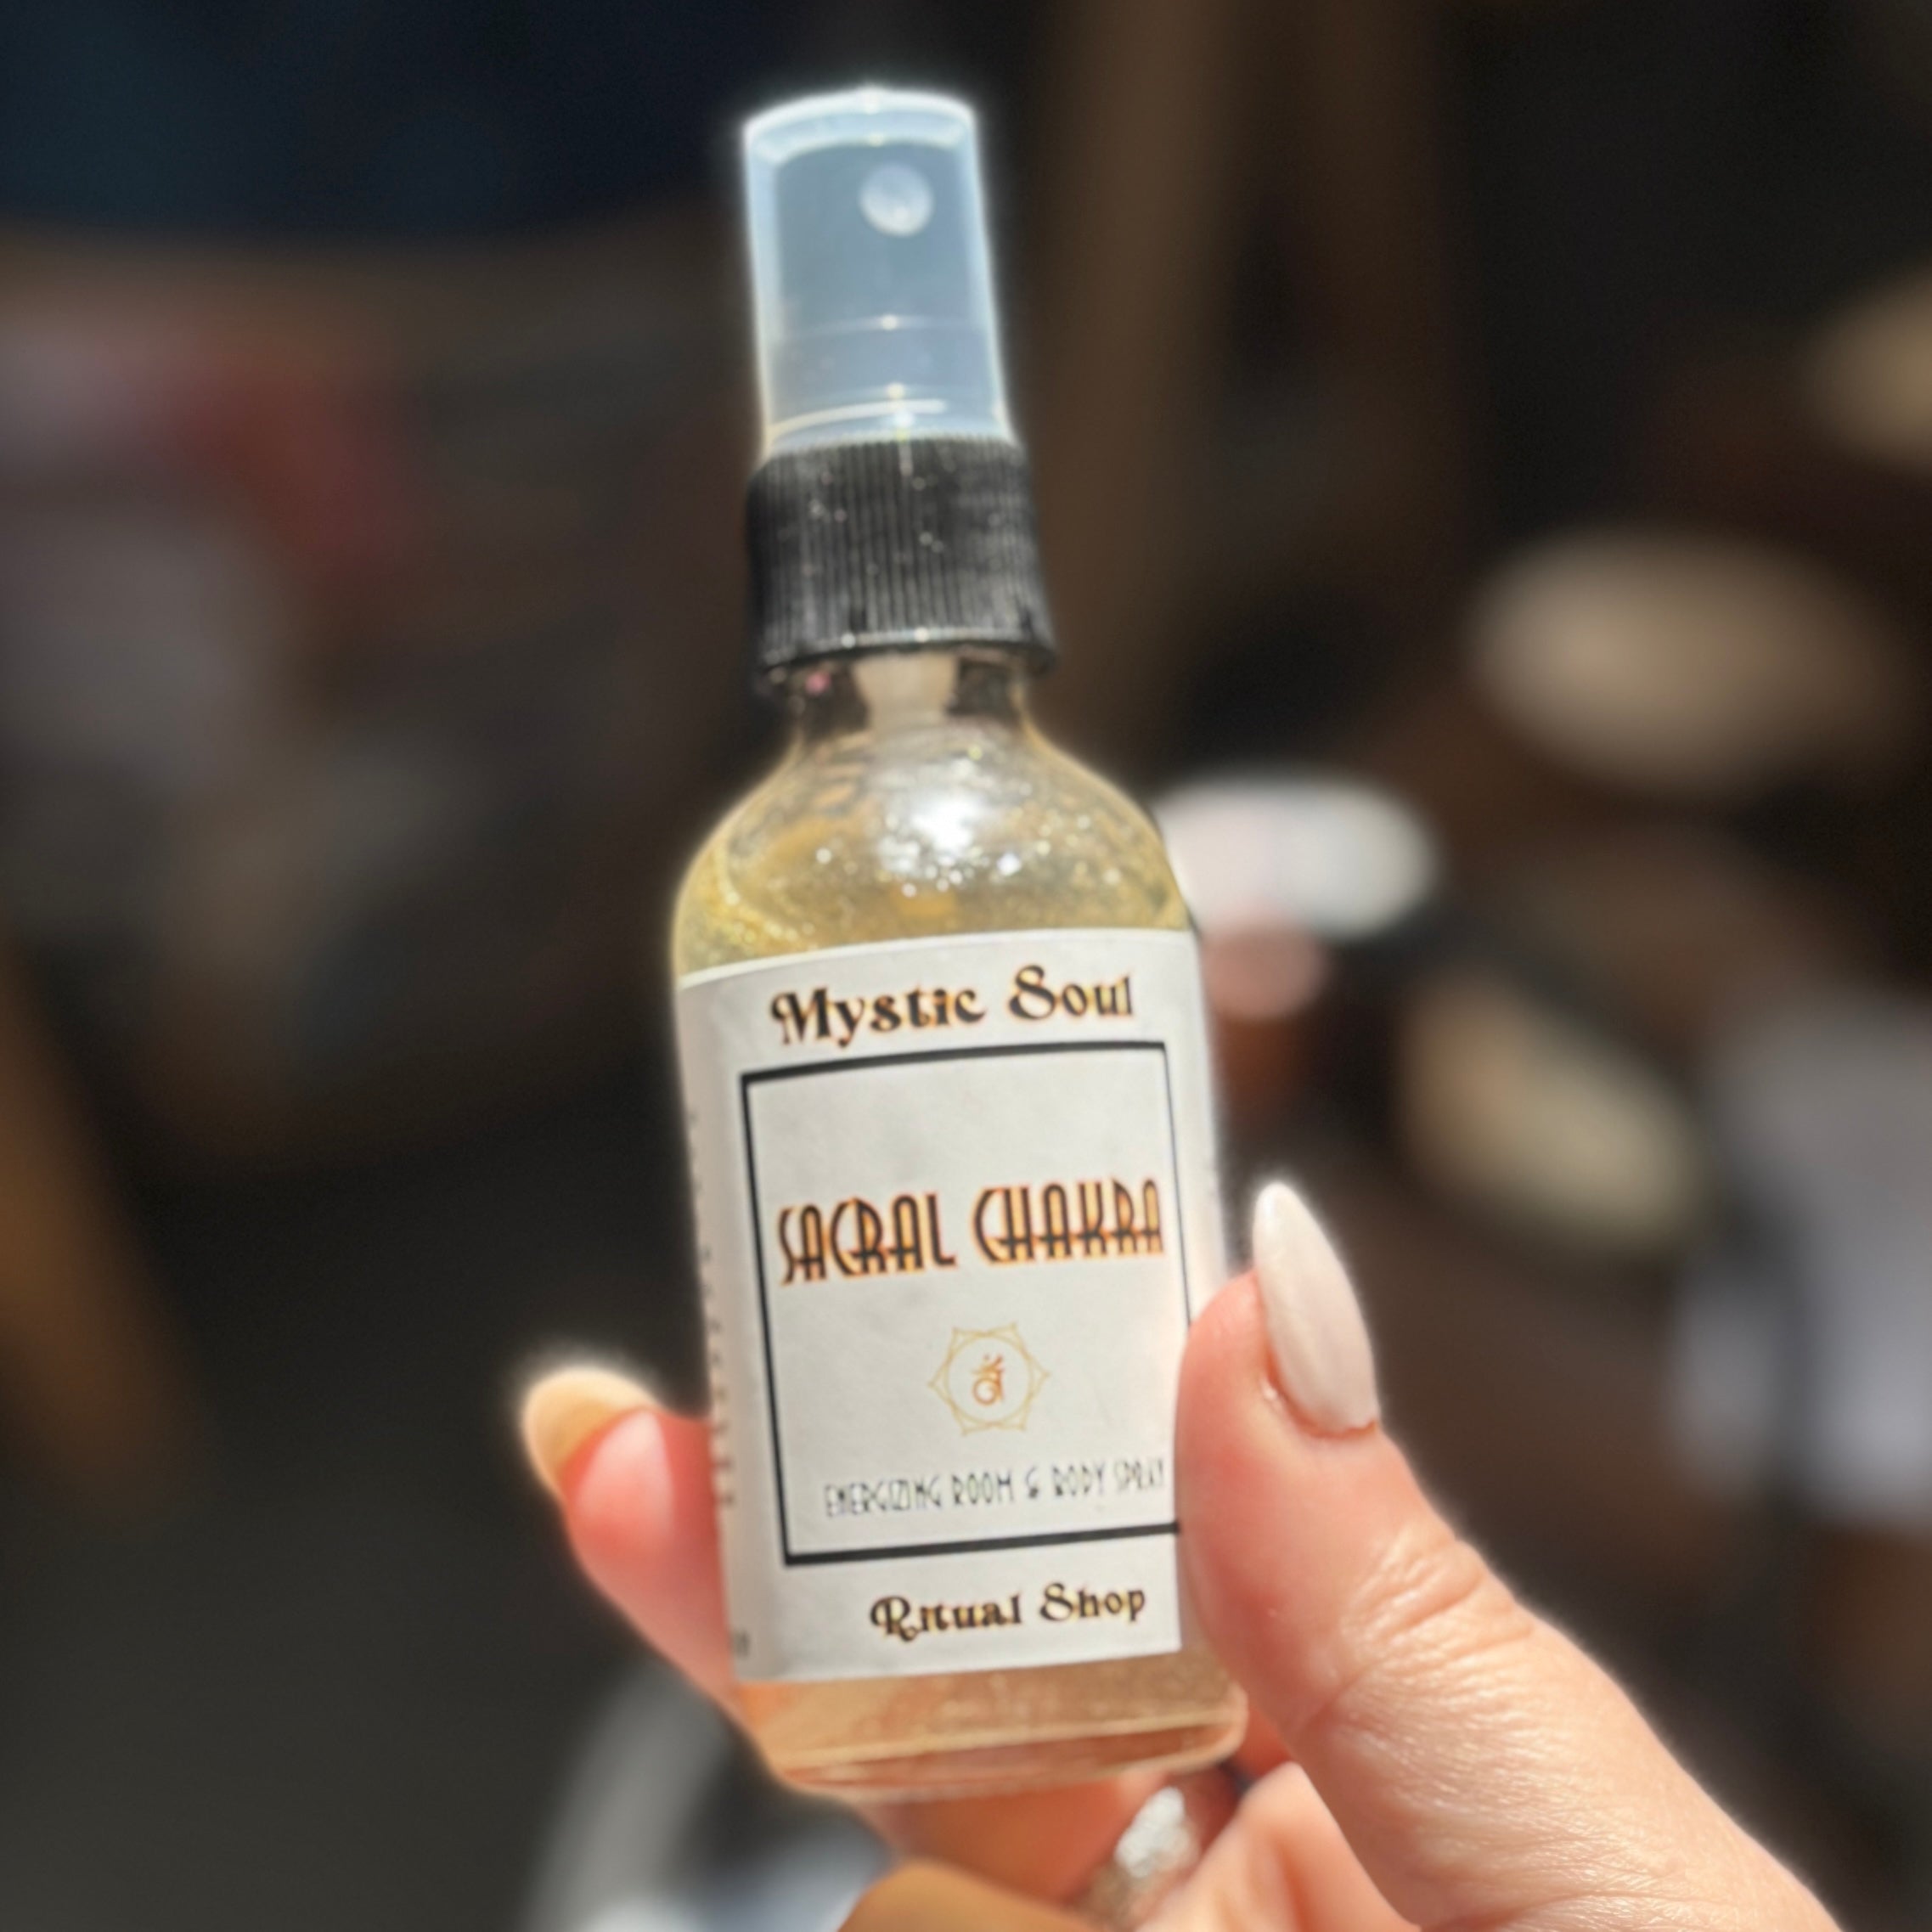 Mystic Soul
SACRAL CHAKRA
वं
ENERGIZING ROOM & BODY SPRAY
Ritual Shop